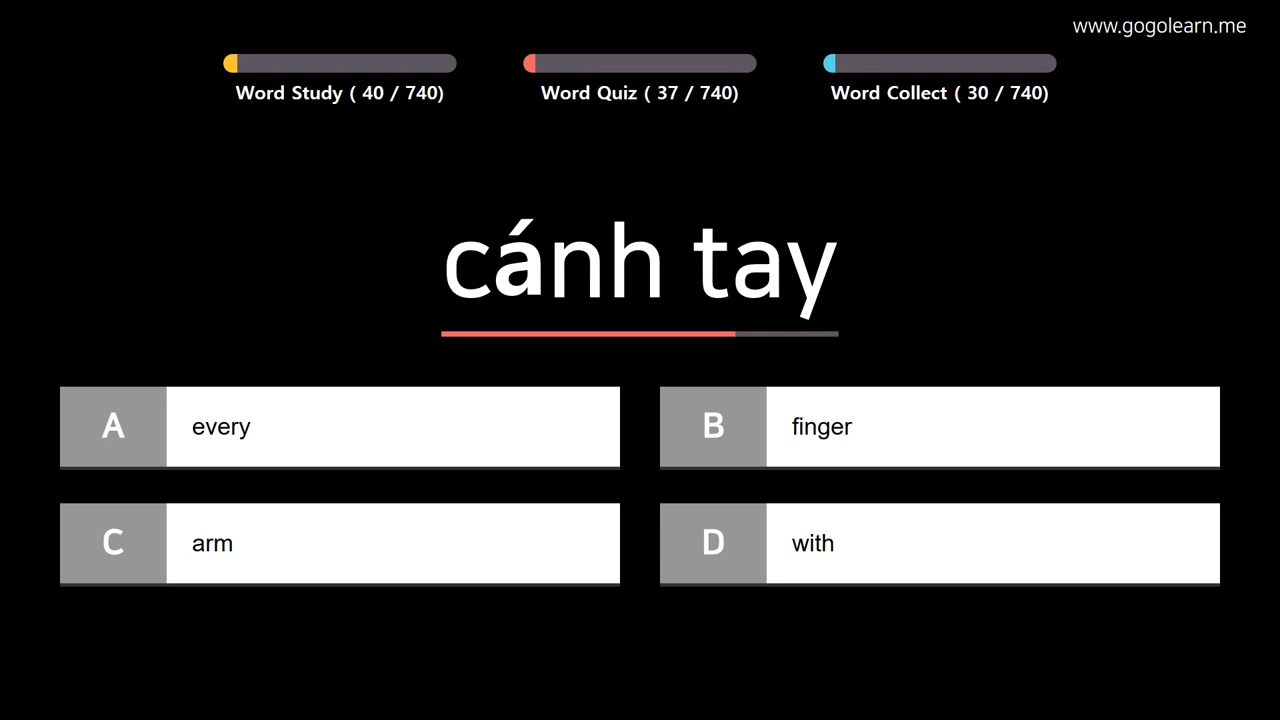 www.gogolearn.me
Word Study ( 40 / 740)
Word Quiz ( 37 / 740)
Word Collect ( 30 / 740)
cánh tay
A every
B finger
C arm
D with